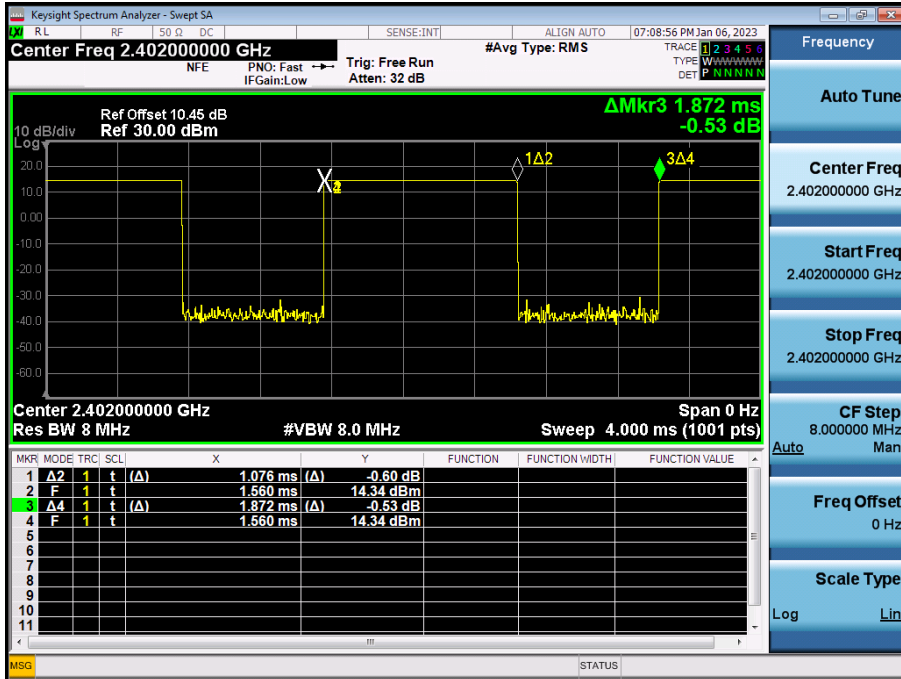 Keysight Spectrum Analyzer - Swept SA
LXI RL RF 50 Ω DC SENSE:INT ALIGN AUTO 07:08:56 PM Jan 06, 2023
Center Freq 2.402000000 GHz #Avg Type: RMS TRACE 1 2 3 4 5 6
NFE PNO: Fast Trig: Free Run TYPE WWWWWW
IFGain:Low Atten: 32 dB DET P N N N N N
Ref Offset 10.45 dB ΔMkr3 1.872 ms
10 dB/div Ref 30.00 dBm -0.53 dB
Log
1Δ2 3Δ4
20.0
10.0
0.00
-10.0
-20.0
-30.0
-40.0
-50.0
-60.0
Center 2.402000000 GHz Span 0 Hz
Res BW 8 MHz #VBW 8.0 MHz Sweep 4.000 ms (1001 pts)
MKR MODE TRC SCL X Y FUNCTION FUNCTION WIDTH FUNCTION VALUE
1 Δ2 1 t (Δ) 1.076 ms (Δ) -0.60 dB
2 F 1 t 1.560 ms 14.34 dBm
3 Δ4 1 t (Δ) 1.872 ms (Δ) -0.53 dB
4 F 1 t 1.560 ms 14.34 dBm
5
6
7
8
9
10
11
MSG STATUS
Frequency
Auto Tune
Center Freq
2.402000000 GHz
Start Freq
2.402000000 GHz
Stop Freq
2.402000000 GHz
CF Step
8.000000 MHz
Auto Man
Freq Offset
0 Hz
Scale Type
Log Lin